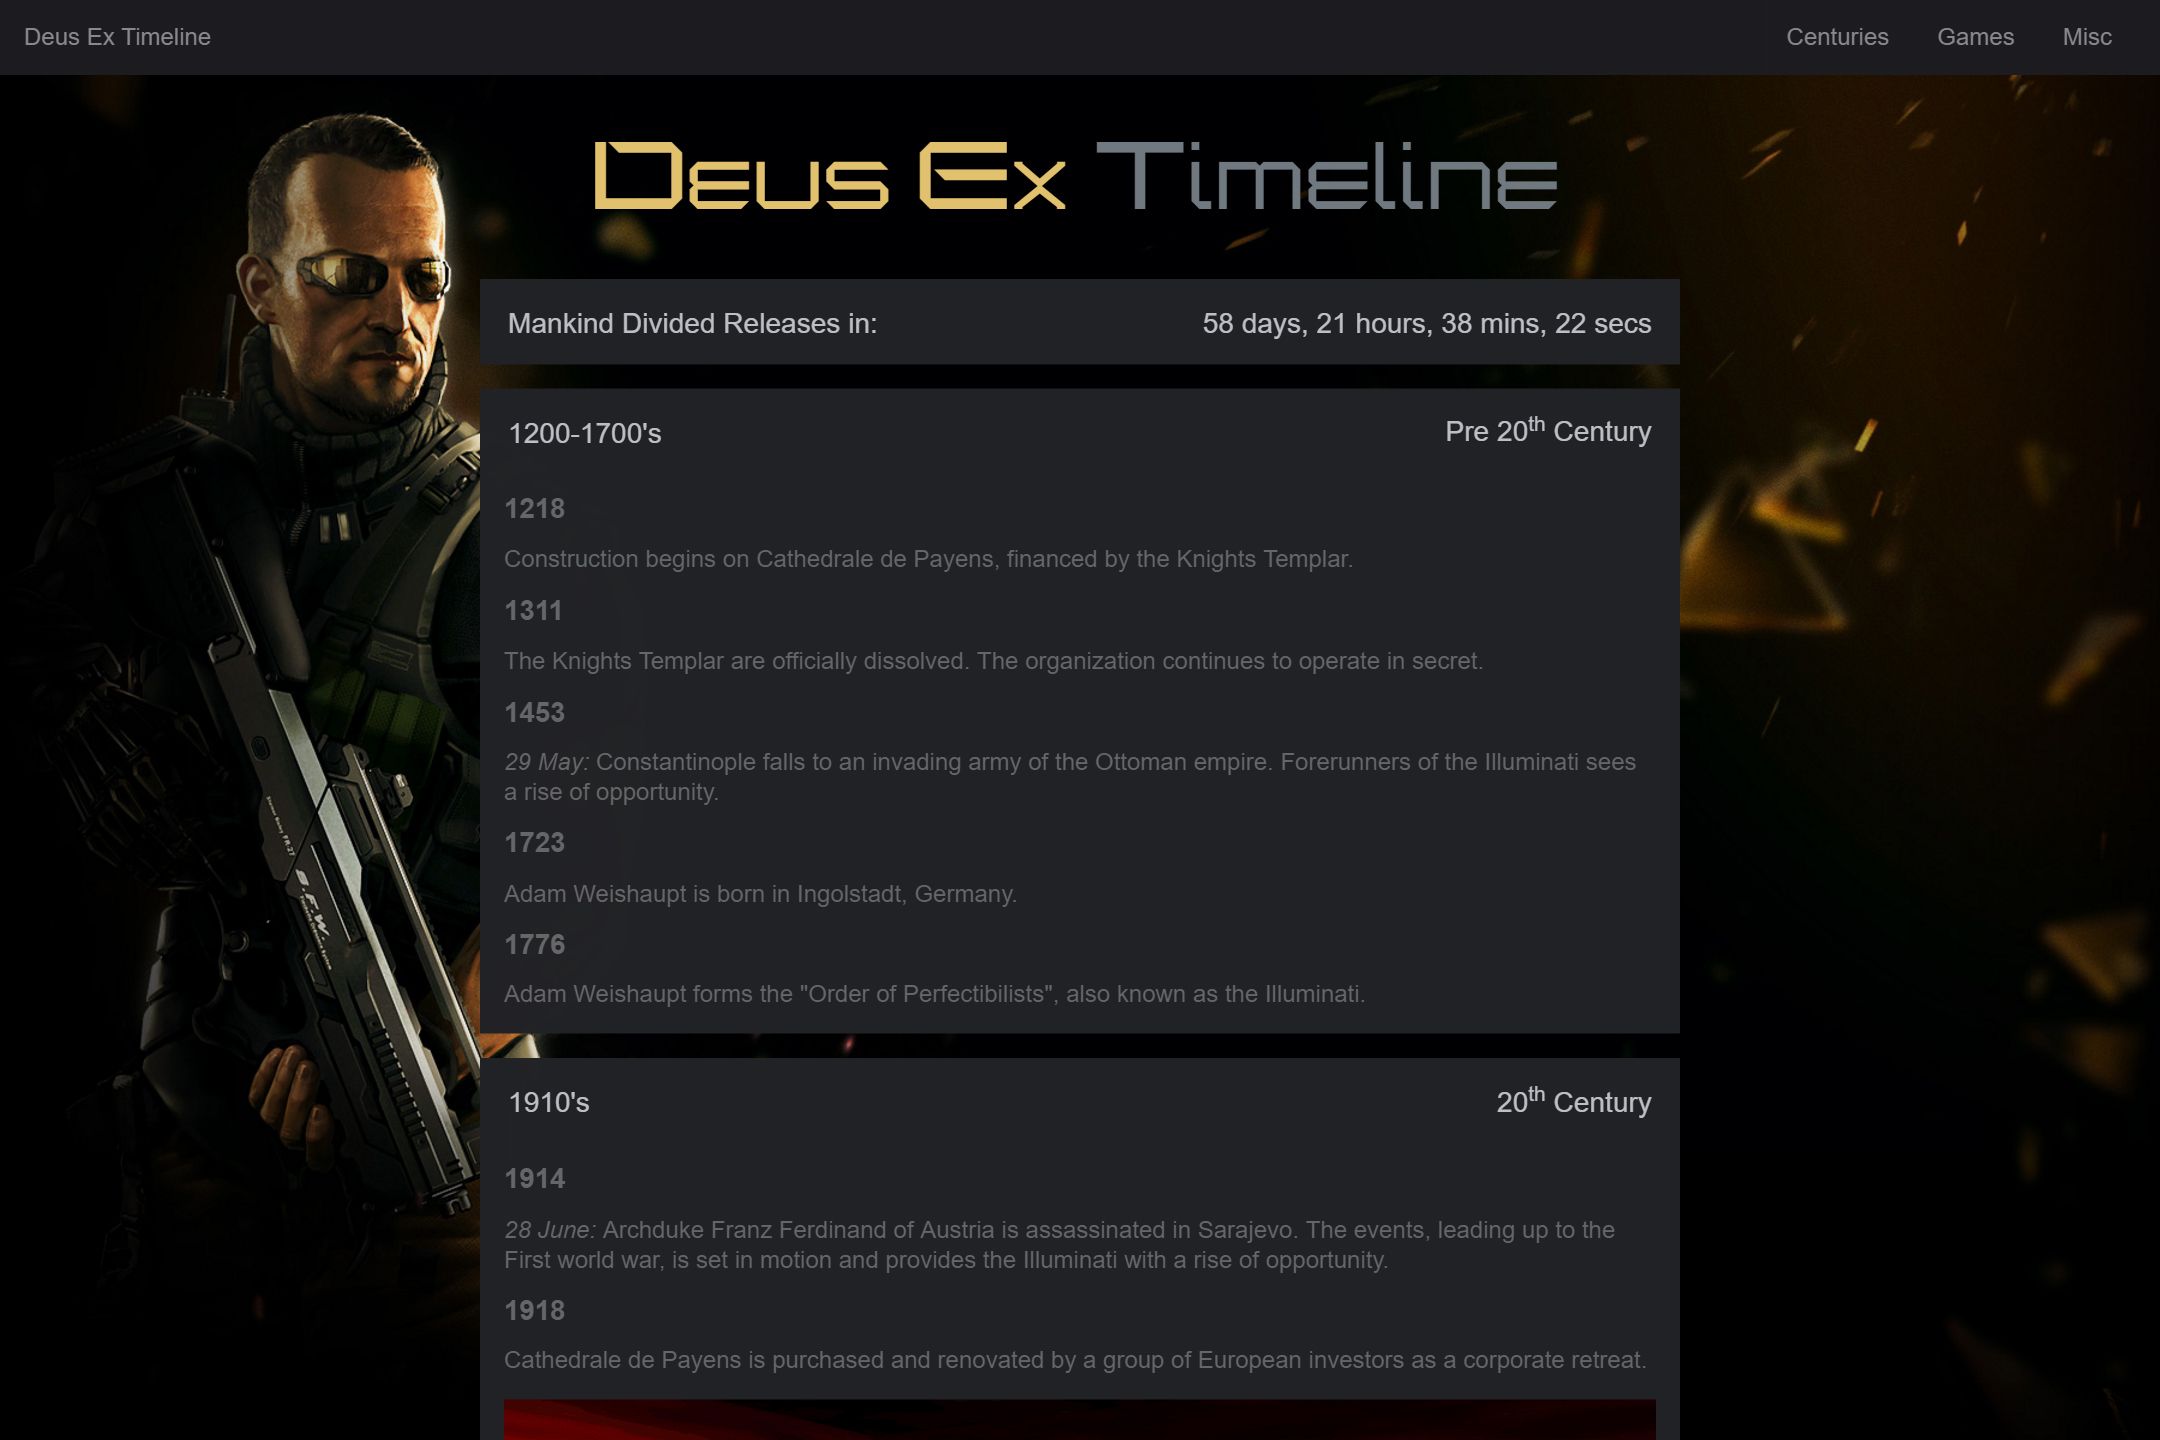 Deus Ex Timeline
Centuries Games Misc
Deus Ex Timeline
Mankind Divided Releases in: 58 days, 21 hours, 38 mins, 22 secs
1200-1700's Pre 20th Century
1218
Construction begins on Cathedrale de Payens, financed by the Knights Templar.
1311
The Knights Templar are officially dissolved. The organization continues to operate in secret.
1453
29 May: Constantinople falls to an invading army of the Ottoman empire. Forerunners of the Illuminati sees
a rise of opportunity.
1723
Adam Weishaupt is born in Ingolstadt, Germany.
1776
Adam Weishaupt forms the "Order of Perfectibilists", also known as the Illuminati.
1910's 20th Century
1914
28 June: Archduke Franz Ferdinand of Austria is assassinated in Sarajevo. The events, leading up to the
First world war, is set in motion and provides the Illuminati with a rise of opportunity.
1918
Cathedrale de Payens is purchased and renovated by a group of European investors as a corporate retreat.
FR-27
S.F.W.